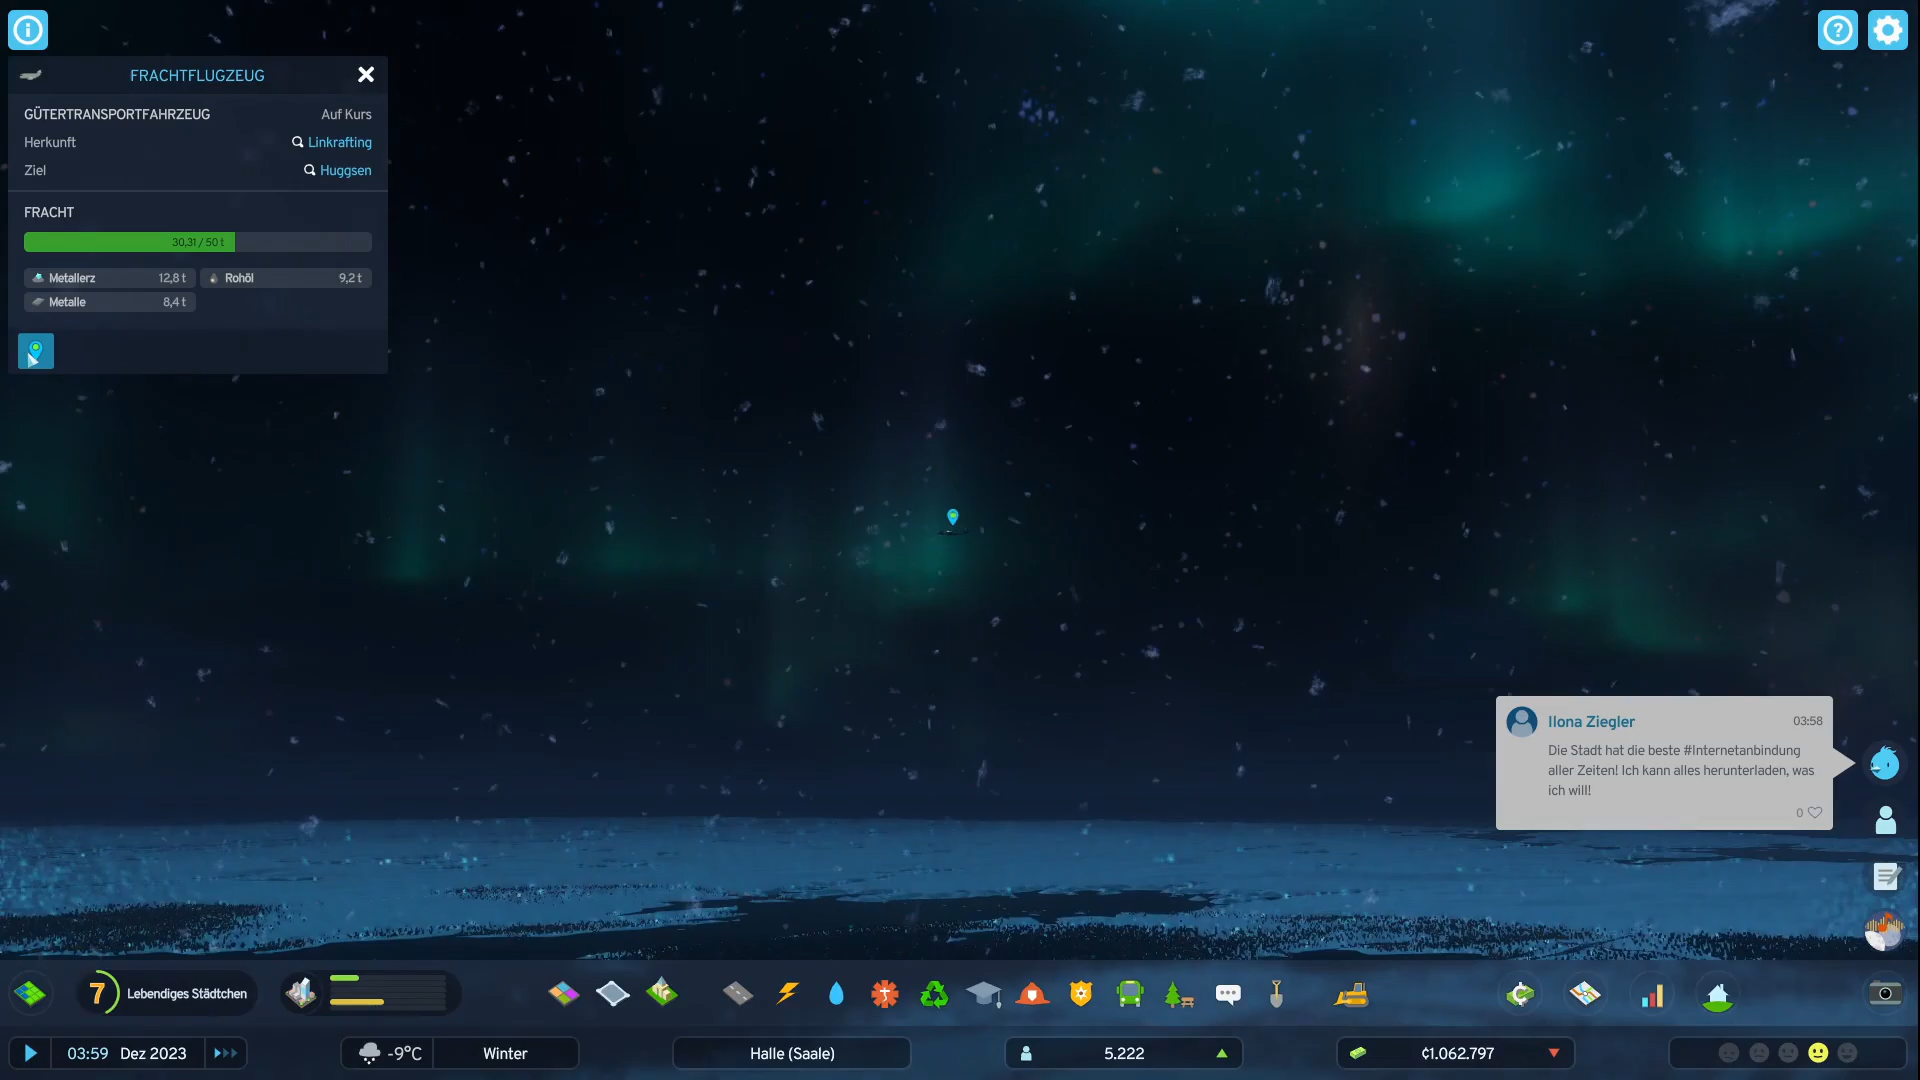 FRACHTFLUGZEUG
GÜTERTRANSPORTFAHRZEUG Auf Kurs
Herkunft Linkrafting
Ziel Huggsen
FRACHT
30,31 / 50 t
Metallerz 12,8 t Rohöl 9,2 t
Metalle 8,4 t
Ilona Ziegler 03:58
Die Stadt hat die beste #Internetanbindung
aller Zeiten! Ich kann alles herunterladen, was
ich will!
0
7 Lebendiges Städtchen
03:59 Dez 2023 -9°C Winter Halle (Saale) 5.222 ¢1.062.797